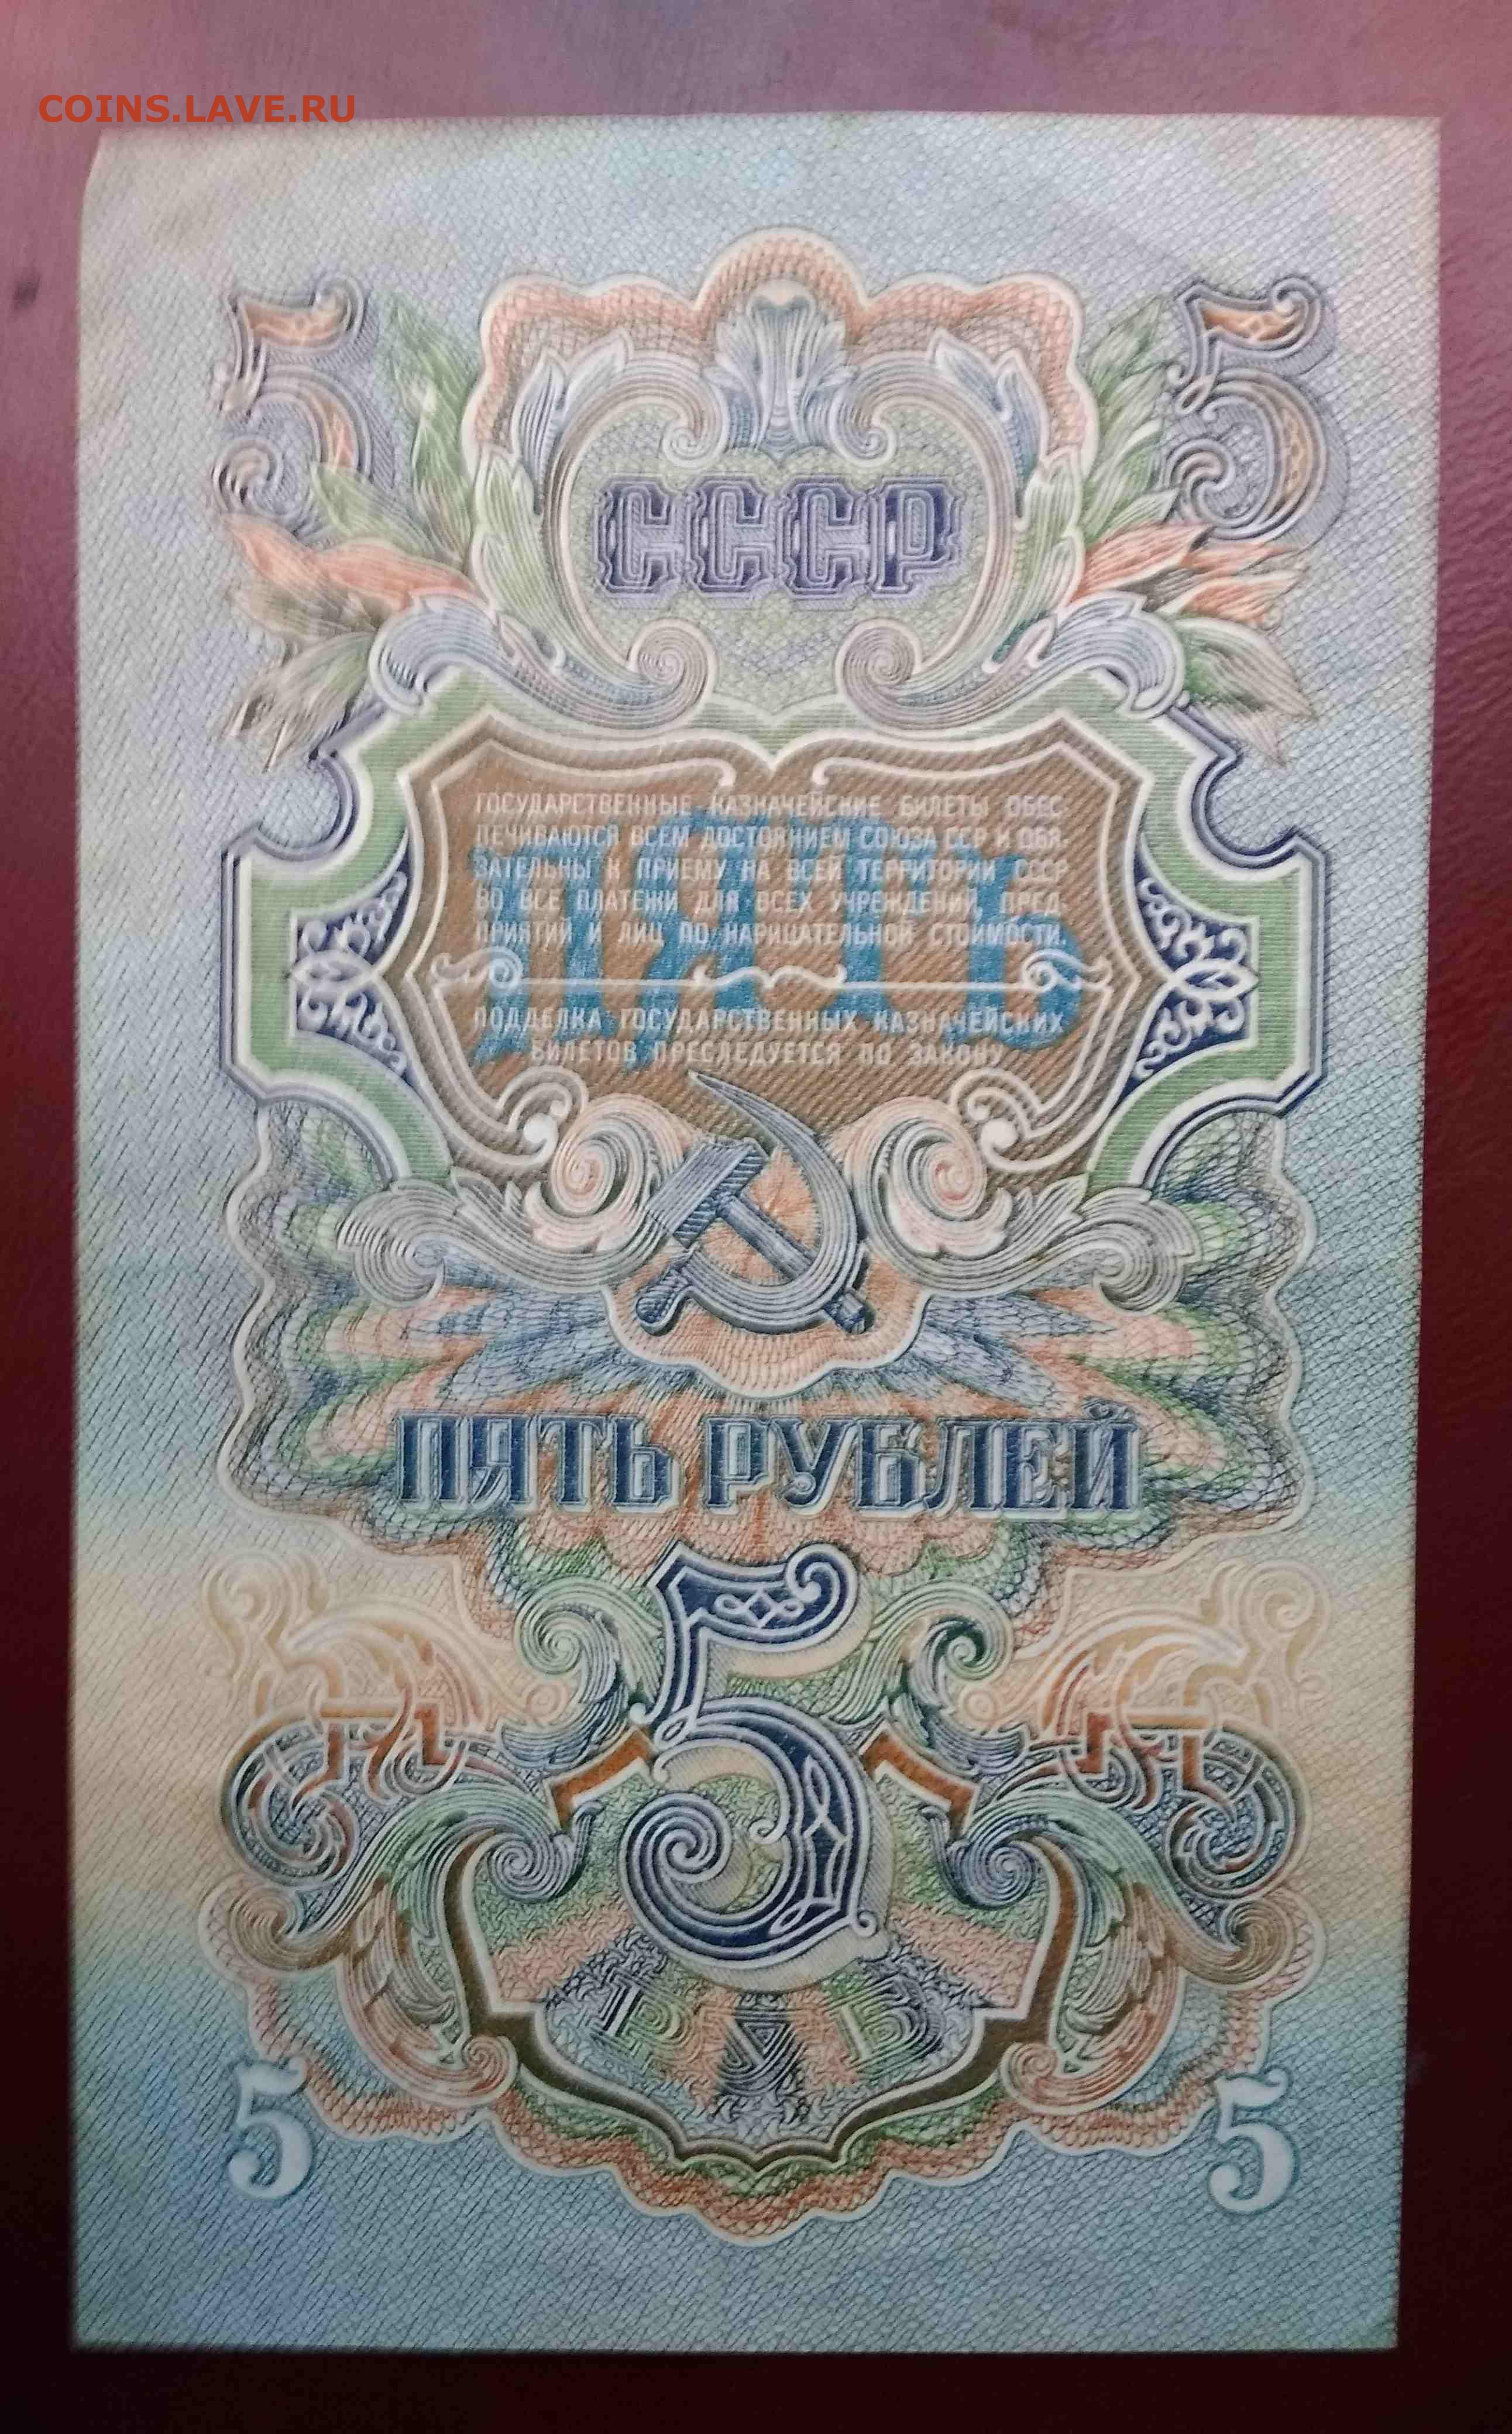 COINS.LAVE.RU
5 5
СССР
ПЯТЬ
ГОСУДАРСТВЕННЫЕ КАЗНАЧЕЙСКИЕ БИЛЕТЫ ОБЕС-
ПЕЧИВАЮТСЯ ВСЕМ ДОСТОЯНИЕМ СОЮЗА ССР И ОБЯ-
ЗАТЕЛЬНЫ К ПРИЕМУ НА ВСЕЙ ТЕРРИТОРИИ СССР
ВО ВСЕ ПЛАТЕЖИ ДЛЯ ВСЕХ УЧРЕЖДЕНИЙ, ПРЕД-
ПРИЯТИЙ И ЛИЦ ПО НАРИЦАТЕЛЬНОЙ СТОИМОСТИ.
ПОДДЕЛКА ГОСУДАРСТВЕННЫХ КАЗНАЧЕЙСКИХ
БИЛЕТОВ ПРЕСЛЕДУЕТСЯ ПО ЗАКОНУ
ПЯТЬ РУБЛЕЙ
5
РУБ
5 5